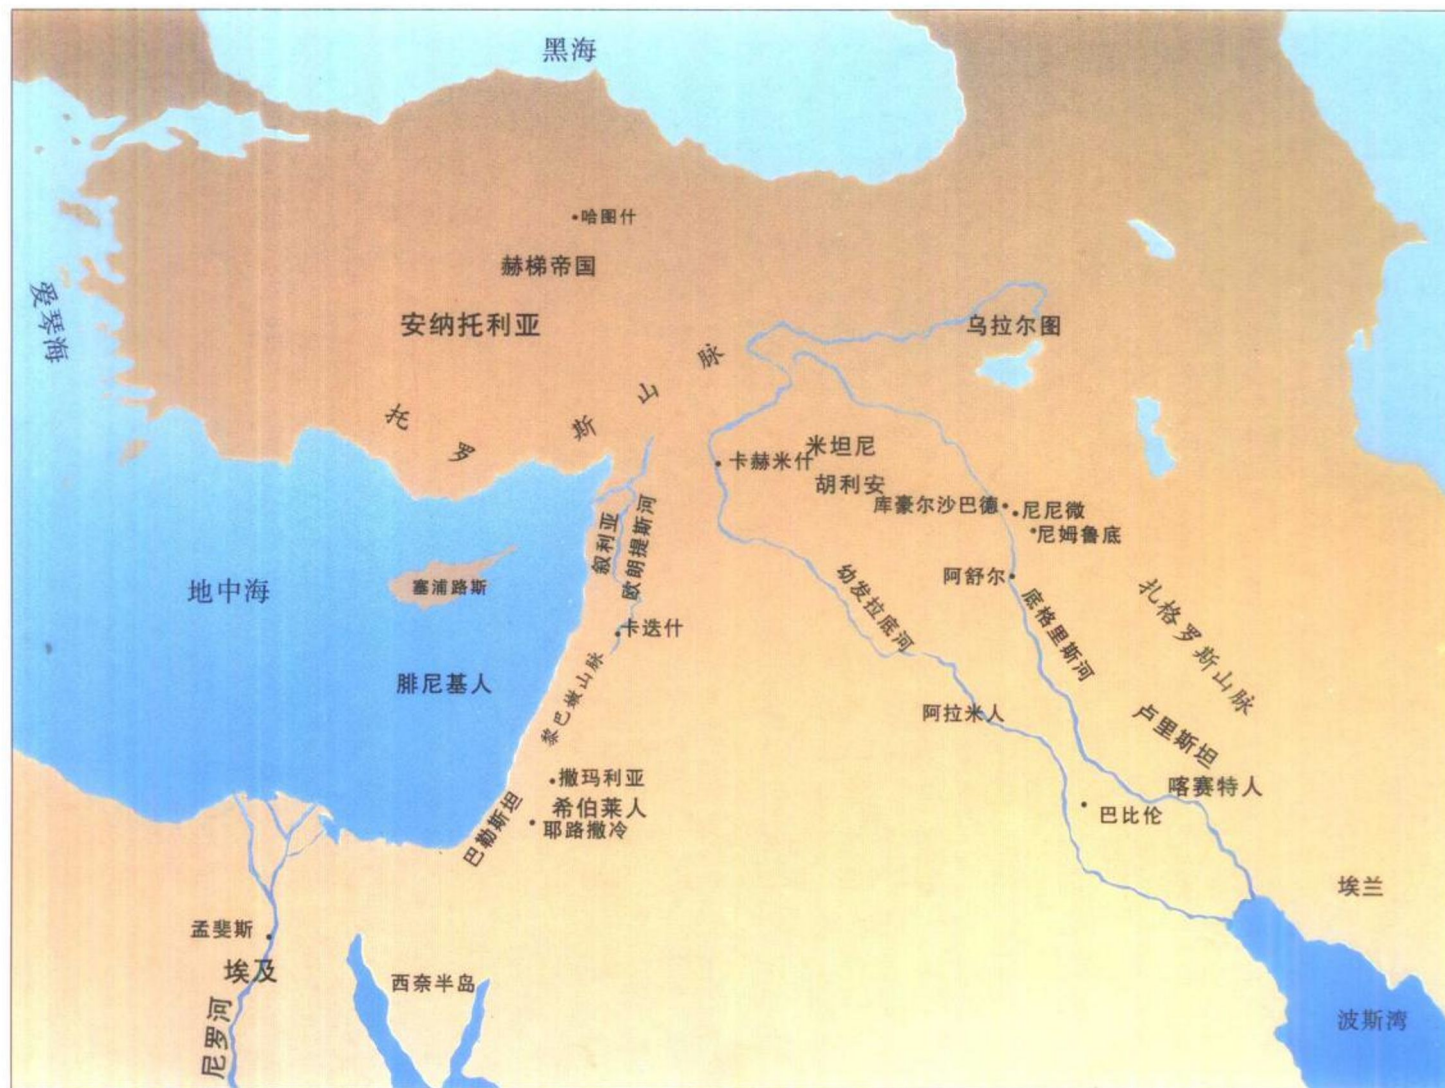 黑海
哈图什
赫梯帝国
爱琴海
安纳托利亚
乌拉尔图
托罗斯山脉
米坦尼
卡赫米什
胡利安
库豪尔沙巴德
尼尼微
尼姆鲁底
叙利亚
欧朗提斯河
阿舒尔
地中海
塞浦路斯
幼发拉底河
底格里斯河
扎格罗斯山脉
卡迭什
腓尼基人
黎巴嫩山脉
阿拉米人
卢里斯坦
撒玛利亚
喀赛特人
希伯莱人
巴比伦
耶路撒冷
巴勒斯坦
埃兰
孟斐斯
埃及
西奈半岛
尼罗河
波斯湾